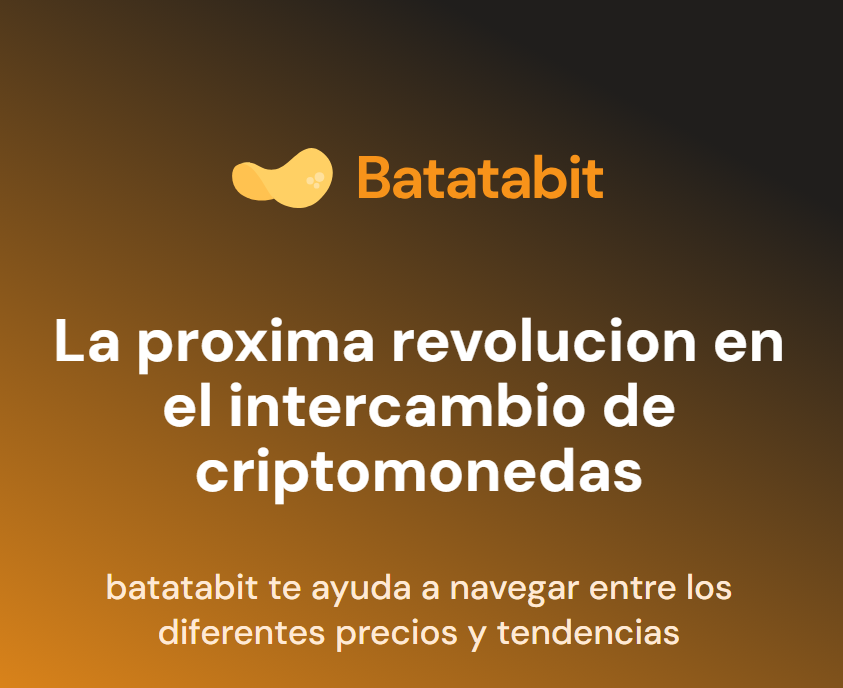 Batatabit
La proxima revolucion en
el intercambio de
criptomonedas
batatabit te ayuda a navegar entre los
diferentes precios y tendencias